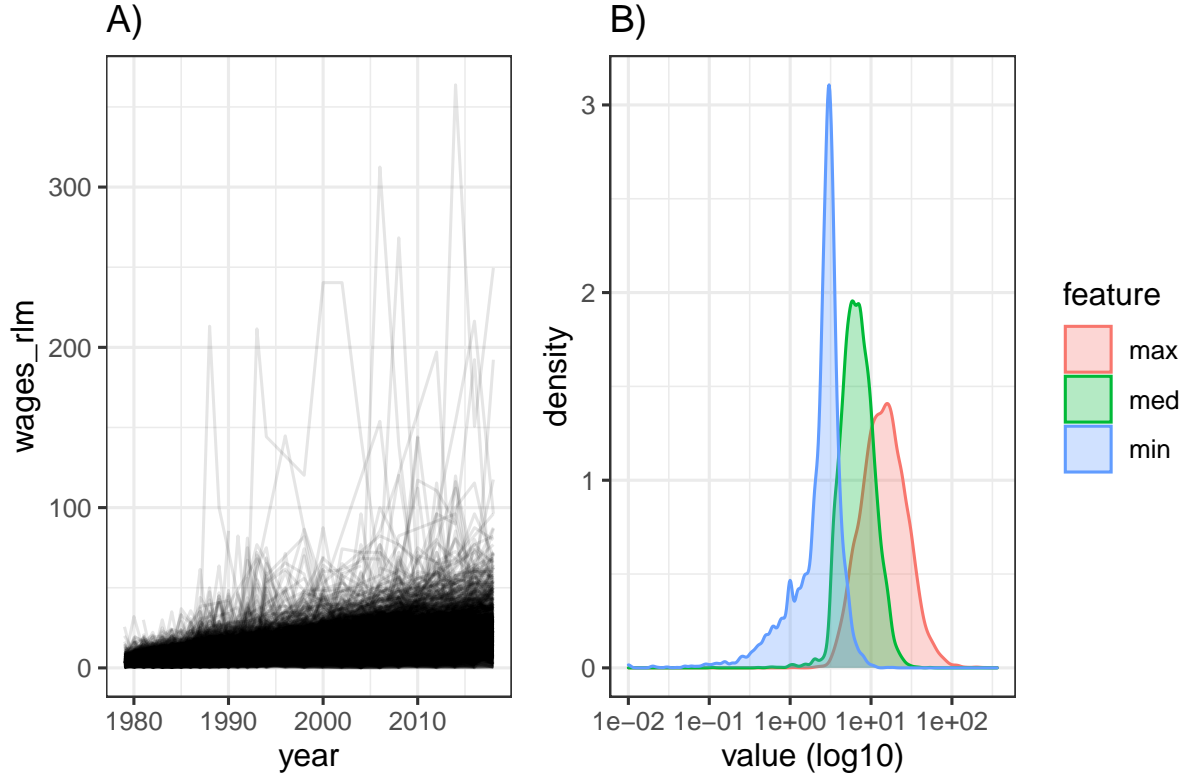 A)
wages_rlm
300
200
100
0
1980
1990
2000
2010
year
B)
density
3
2
1
0
1e−02
1e−01
1e+00
1e+01
1e+02
value (log10)
feature
max
med
min